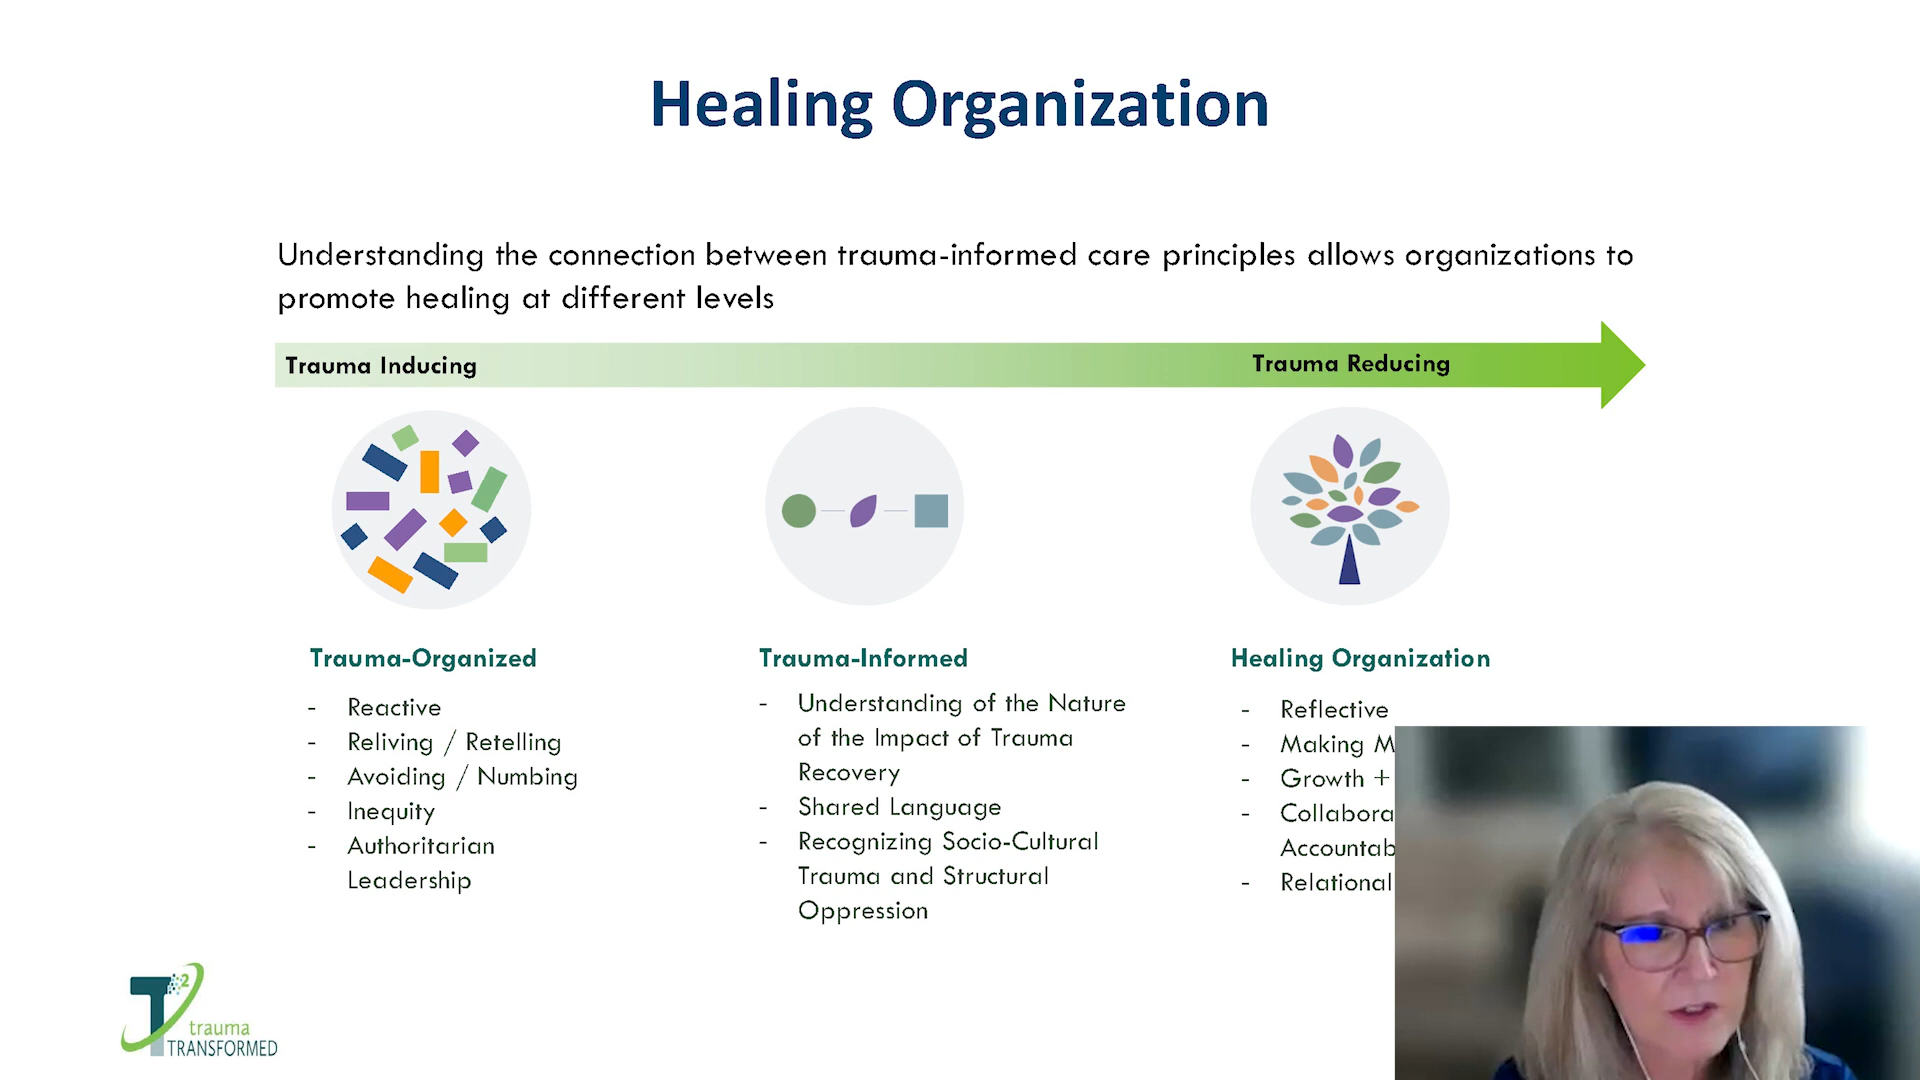 Healing Organization
Understanding the connection between trauma-informed care principles allows organizations to
promote healing at different levels
Trauma Inducing
Trauma Reducing
Trauma-Organized
- Reactive
- Reliving / Retelling
- Avoiding / Numbing
- Inequity
- Authoritarian
Leadership
Trauma-Informed
- Understanding of the Nature
of the Impact of Trauma
Recovery
- Shared Language
- Recognizing Socio-Cultural
Trauma and Structural
Oppression
Healing Organization
- Reflective
- Making
- Growth +
-
- Relational
T2
trauma
TRANSFORMED